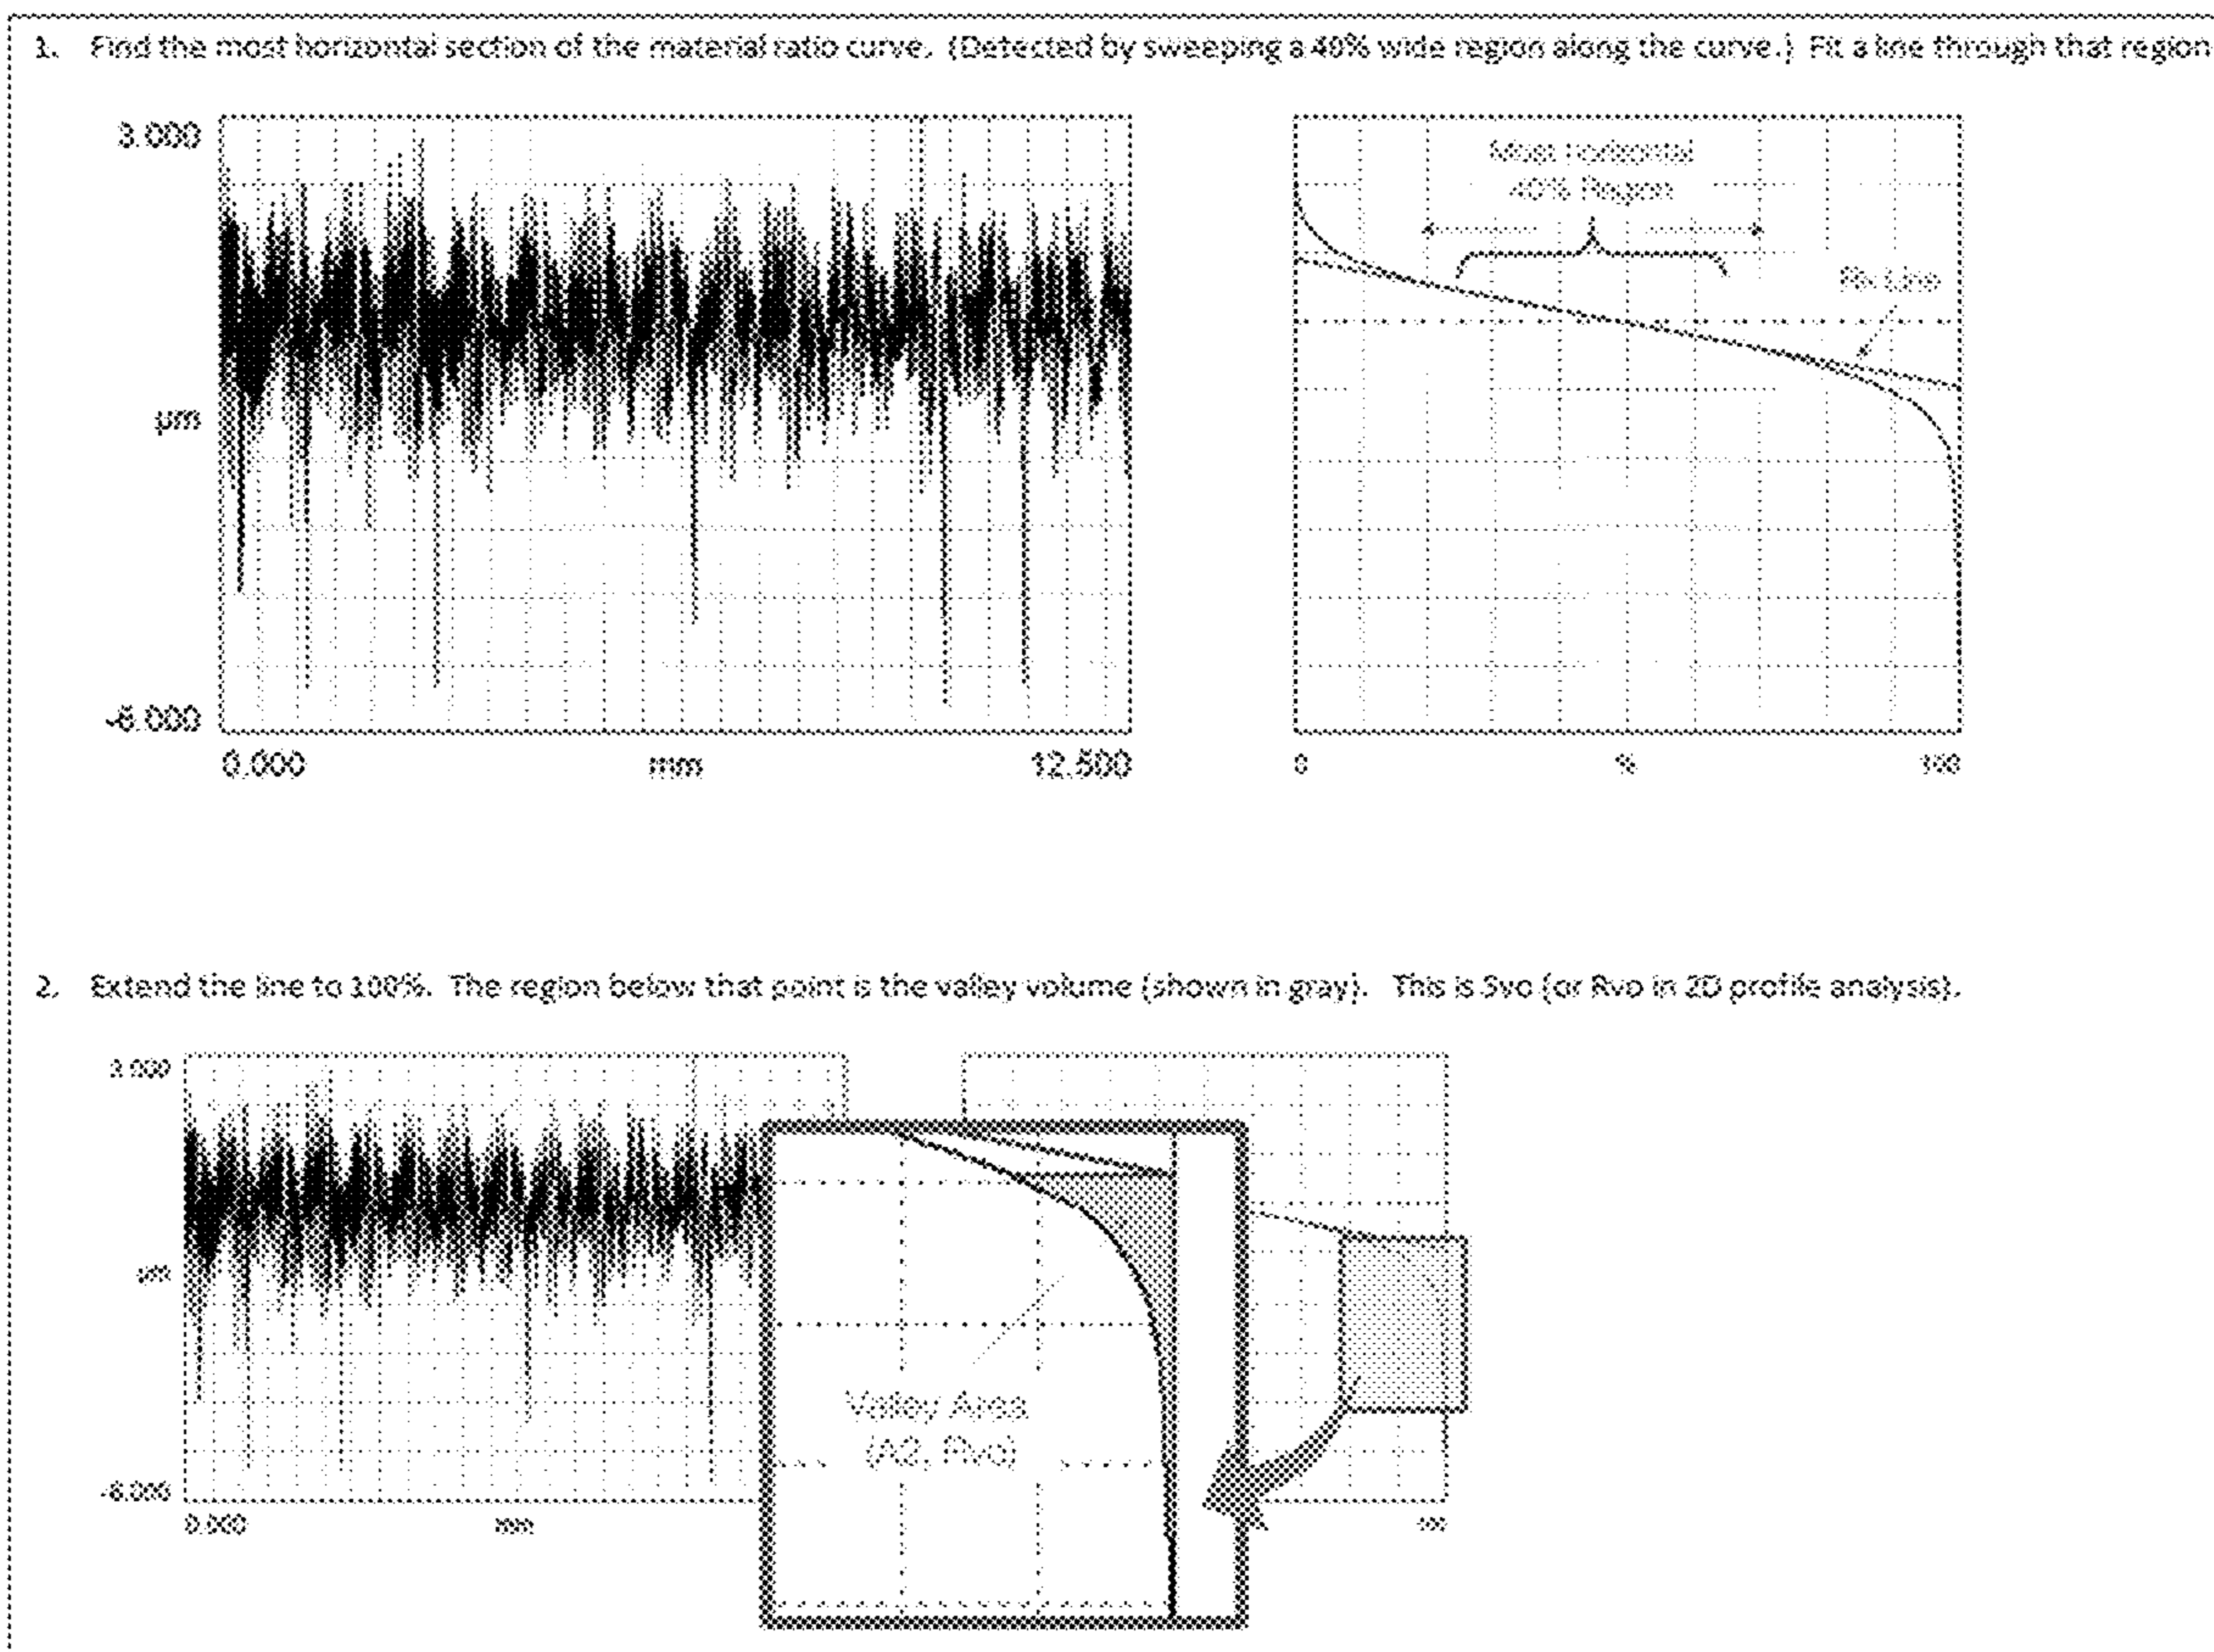 1. Find the most horizontal section of the material ratio curve. (Detected by sweeping a 40% wide region along the curve.) Fit a line through that region
3.000
µm
-6.000
0.000 mm 12.500
Most Horizontal
40% Region
Fit Line
0 % 100
2. Extend the line to 100%. The region below that point is the valley volume (shown in gray). This is Svo (or Rvo in 2D profile analysis).
3.000
µm
-6.000
0.000 mm
Valley Area
(A2, Rvo)
100